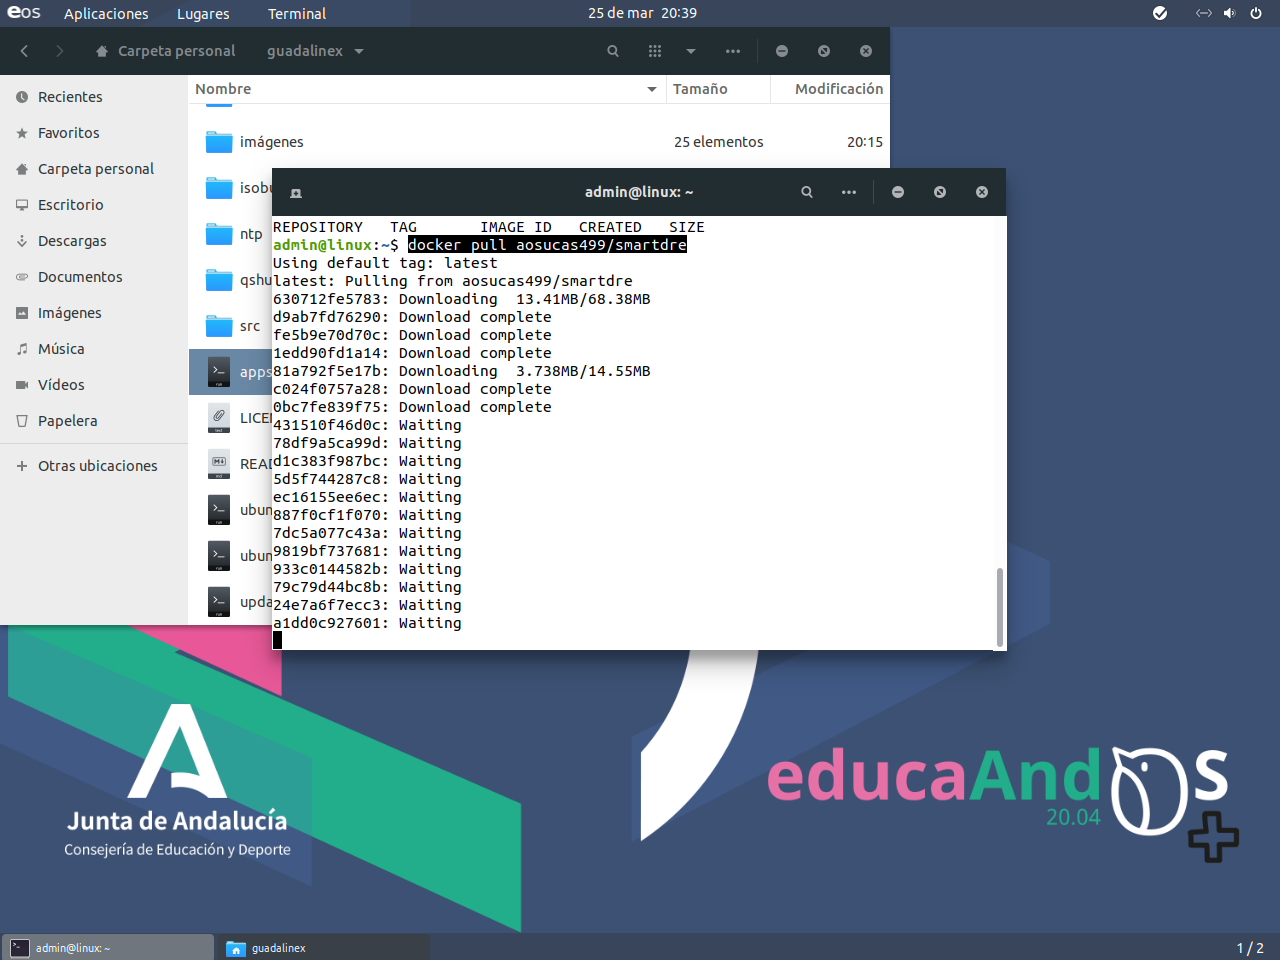 eos Aplicaciones Lugares Terminal 25 de mar 20:39
Carpeta personal guadalinex
Nombre Tamaño Modificación
Recientes
Favoritos
Carpeta personal
Escritorio
Descargas
Documentos
Imágenes
Música
Vídeos
Papelera
Otras ubicaciones
imágenes 25 elementos 20:15
isobu
ntp
qshu
src
apps
LICEN
READ
ubun
ubun
upda
admin@linux: ~
REPOSITORY TAG IMAGE ID CREATED SIZE
admin@linux:~$ docker pull aosucas499/smartdre
Using default tag: latest
latest: Pulling from aosucas499/smartdre
630712fe5783: Downloading 13.41MB/68.38MB
d9ab7fd76290: Download complete
fe5b9e70d70c: Download complete
1edd90fd1a14: Download complete
81a792f5e17b: Downloading 3.738MB/14.55MB
c024f0757a28: Download complete
0bc7fe839f75: Download complete
431510f46d0c: Waiting
78df9a5ca99d: Waiting
d1c383f987bc: Waiting
5d5f744287c8: Waiting
ec16155ee6ec: Waiting
887f0cf1f070: Waiting
7dc5a077c43a: Waiting
9819bf737681: Waiting
933c0144582b: Waiting
79c79d44bc8b: Waiting
24e7a6f7ecc3: Waiting
a1dd0c927601: Waiting
Junta de Andalucía
Consejería de Educación y Deporte
educaAndOS
20.04
admin@linux: ~ guadalinex 1 / 2